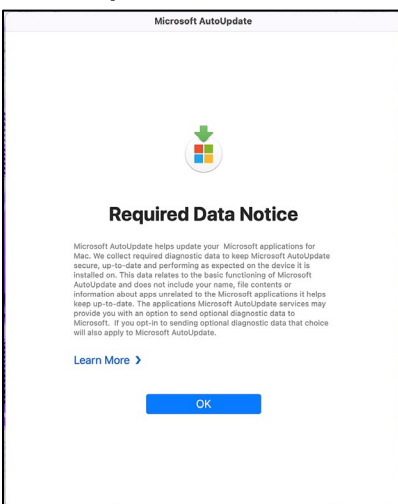 Microsoft AutoUpdate
Required Data Notice
Microsoft AutoUpdate helps update your Microsoft applications for
Mac. We collect required diagnostic data to keep Microsoft AutoUpdate
secure, up-to-date and performing as expected on the device it is
installed on. This data relates to the basic functioning of Microsoft
AutoUpdate and does not include your name, file contents or
information about apps unrelated to the Microsoft applications it helps
keep up-to-date. The applications Microsoft AutoUpdate services may
provide you with an option to send optional diagnostic data to
Microsoft. If you opt-in to sending optional diagnostic data that choice
will also apply to Microsoft AutoUpdate.
Learn More
OK